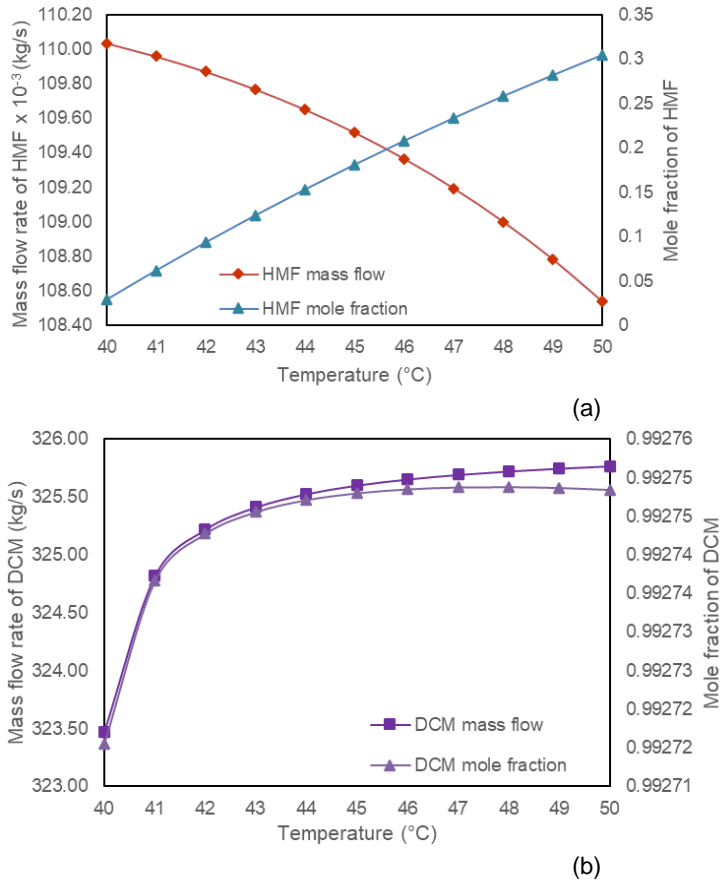 Mass flow rate of HMF x 10⁻³ (kg/s)
110.20
110.00
109.80
109.60
109.40
109.20
109.00
108.80
108.60
108.40
0.35
0.3
0.25
0.2
0.15
0.1
0.05
0
Mole fraction of HMF
HMF mass flow
HMF mole fraction
40 41 42 43 44 45 46 47 48 49 50
Temperature (°C)
(a)
Mass flow rate of DCM (kg/s)
326.00
325.50
325.00
324.50
324.00
323.50
323.00
0.99276
0.99275
0.99275
0.99274
0.99274
0.99273
0.99273
0.99272
0.99272
0.99271
Mole fraction of DCM
DCM mass flow
DCM mole fraction
40 41 42 43 44 45 46 47 48 49 50
Temperature (°C)
(b)